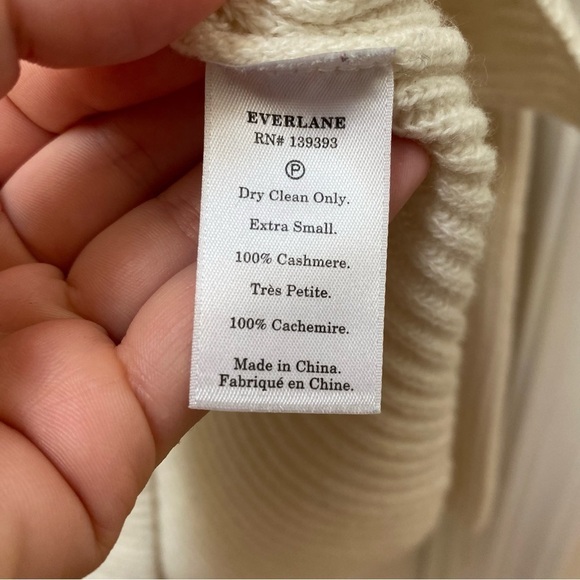 EVERLANE
RN# 139393
Ⓟ
Dry Clean Only.
Extra Small.
100% Cashmere.
Très Petite.
100% Cachemire.
Made in China.
Fabriqué en Chine.